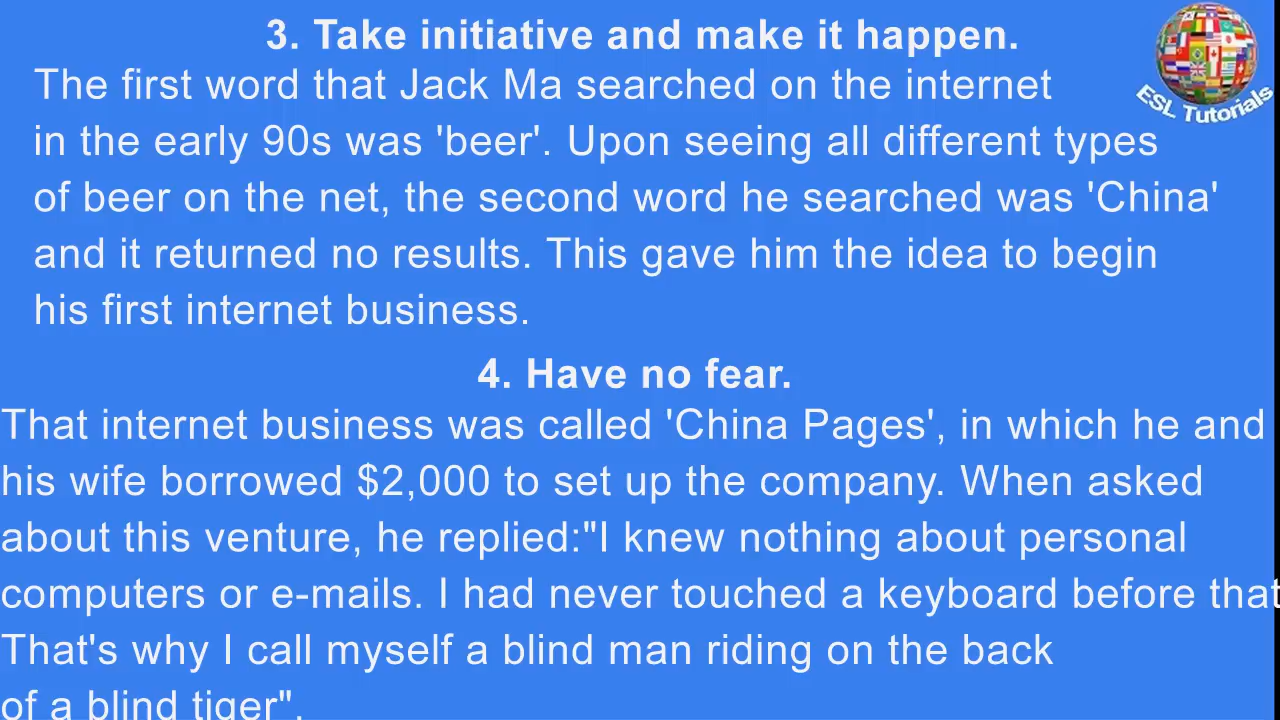 3. Take initiative and make it happen.
The first word that Jack Ma searched on the internet
in the early 90s was 'beer'. Upon seeing all different types
of beer on the net, the second word he searched was 'China'
and it returned no results. This gave him the idea to begin
his first internet business.
4. Have no fear.
That internet business was called 'China Pages', in which he and
his wife borrowed $2,000 to set up the company. When asked
about this venture, he replied:"I knew nothing about personal
computers or e-mails. I had never touched a keyboard before that
That's why I call myself a blind man riding on the back
of a blind tiger".
ESL Tutorials